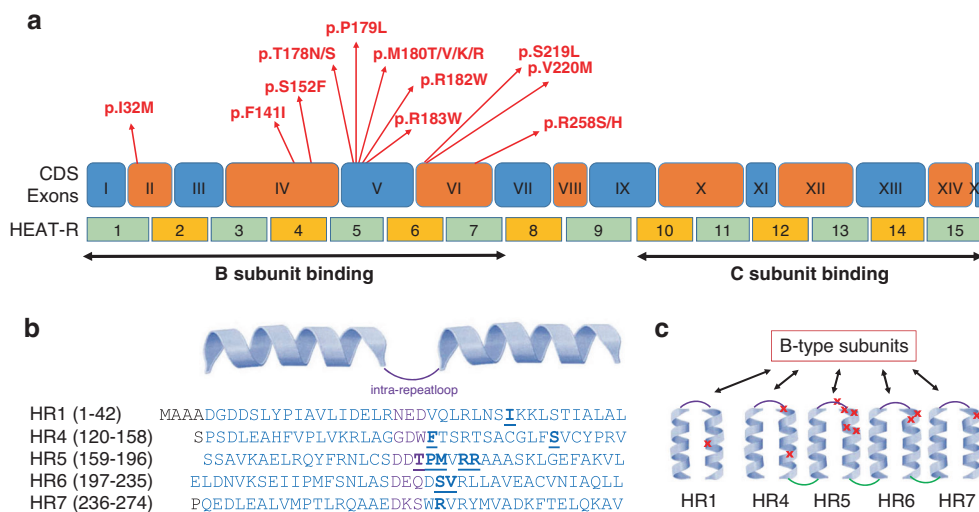 a
p.P179L
p.T178N/S
p.M180T/V/K/R
p.S219L
p.V220M
p.S152F
p.R182W
p.I32M
p.F141I
p.R183W
p.R258S/H
CDS
Exons
I II III IV V VI VII VIII IX X XI XII XIII XIV X
HEAT-R
1 2 3 4 5 6 7 8 9 10 11 12 13 14 15
B subunit binding
C subunit binding
b
intra-repeatloop
HR1 (1-42) MAAADGDDSLYPIAVLIDELRNEDVQLRLNSIKKLSTIALAL
HR4 (120-158) SPSDLEAHFVPLVKRLAGGDWFTSRTSACGLFSVCYPRV
HR5 (159-196) SSAVKAELRQYFRNLCSDDTPMVRRAAASKLGEFAKVL
HR6 (197-235) ELDNVKSEIIPMFSNLASDEQDSVRLLAVEACVNIAQLL
HR7 (236-274) PQEDLEALVMPTLRQAAEDKSWRVRYMVADKFTELQKAV
c
B-type subunits
HR1 HR4 HR5 HR6 HR7